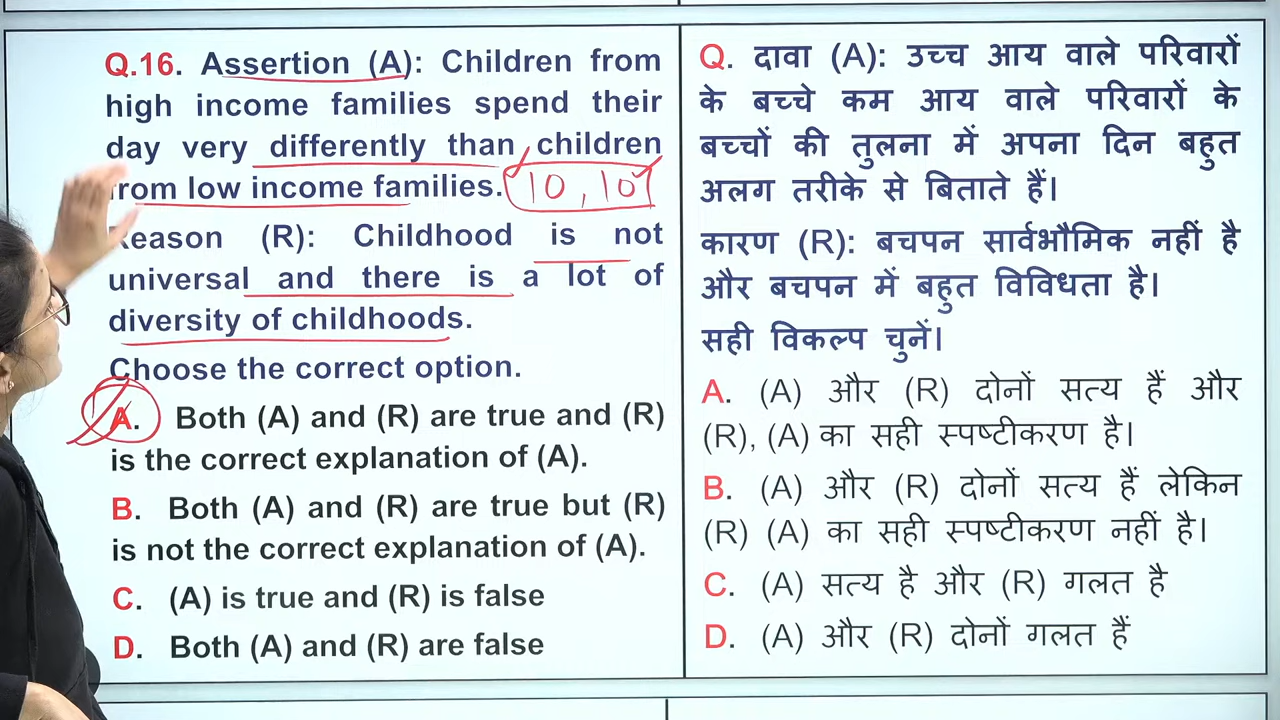 Q.16. Assertion (A): Children from
high income families spend their
day very differently than children
from low income families. 10, 10
Reason (R): Childhood is not
universal and there is a lot of
diversity of childhoods.
Choose the correct option.
A. Both (A) and (R) are true and (R)
is the correct explanation of (A).
B. Both (A) and (R) are true but (R)
is not the correct explanation of (A).
C. (A) is true and (R) is false
D. Both (A) and (R) are false
Q. दावा (A): उच्च आय वाले परिवारों
के बच्चे कम आय वाले परिवारों के
बच्चों की तुलना में अपना दिन बहुत
अलग तरीके से बिताते हैं।
कारण (R): बचपन सार्वभौमिक नहीं है
और बचपन में बहुत विविधता है।
सही विकल्प चुनें।
A. (A) और (R) दोनों सत्य हैं और
(R), (A) का सही स्पष्टीकरण है।
B. (A) और (R) दोनों सत्य हैं लेकिन
(R) (A) का सही स्पष्टीकरण नहीं है।
C. (A) सत्य है और (R) गलत है
D. (A) और (R) दोनों गलत हैं